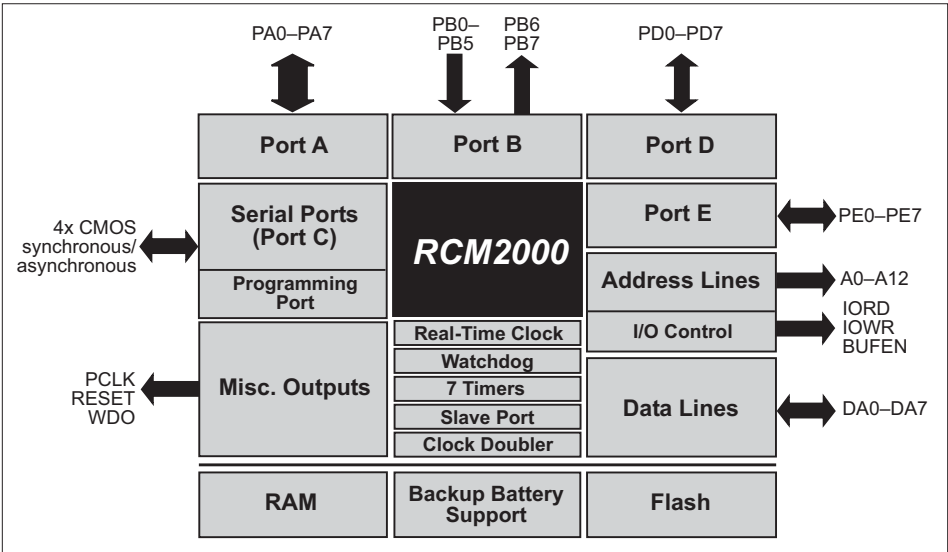 PA0–PA7
PB0–
PB5
PB6
PB7
PD0–PD7
Port A
Port B
Port D
4x CMOS
synchronous/
asynchronous
Serial Ports
(Port C)
Programming
Port
RCM2000
Port E
PE0–PE7
Address Lines
A0–A12
I/O Control
IORD
IOWR
BUFEN
PCLK
RESET
WDO
Misc. Outputs
Real-Time Clock
Watchdog
7 Timers
Slave Port
Clock Doubler
Data Lines
DA0–DA7
RAM
Backup Battery
Support
Flash